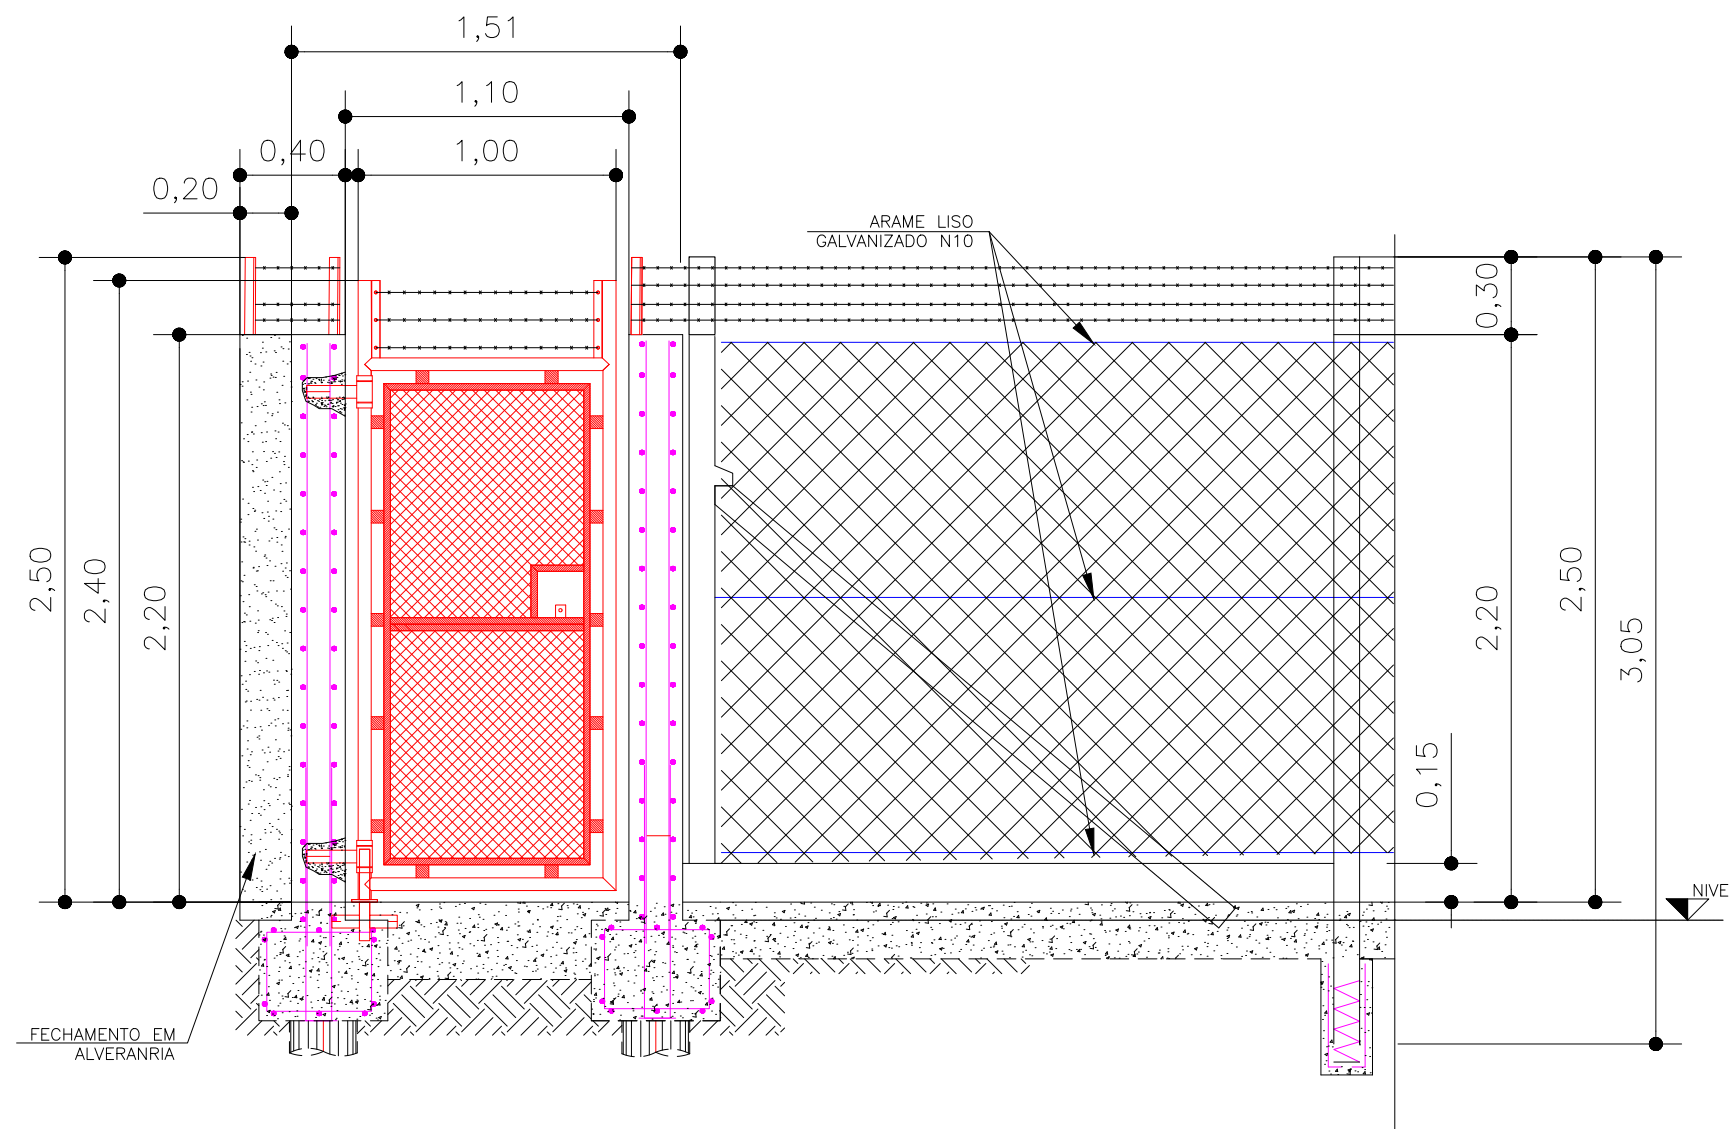 1,51
1,10
0,40
1,00
0,20
ARAME LISO
GALVANIZADO N10
0,30
2,50
2,40
2,20
2,20
2,50
3,05
0,15
NIVE
FECHAMENTO EM
ALVERANRIA